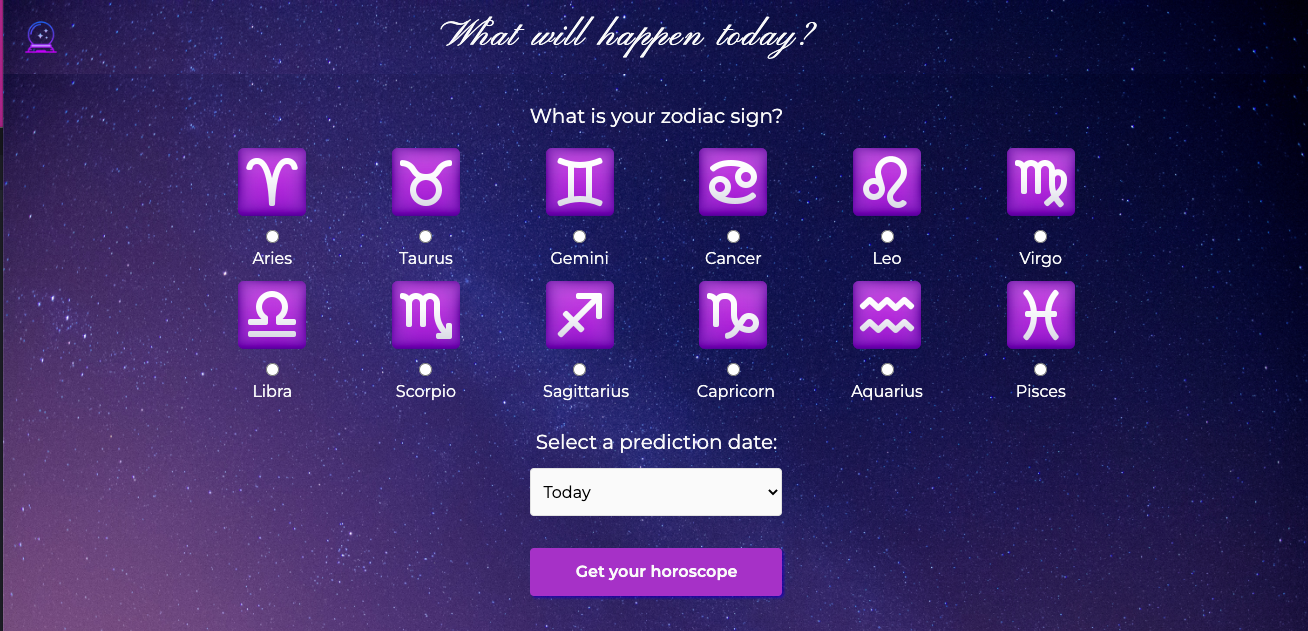 What will happen today?
What is your zodiac sign?
Aries Taurus Gemini Cancer Leo Virgo
Libra Scorpio Sagittarius Capricorn Aquarius Pisces
Select a prediction date:
Today
Get your horoscope